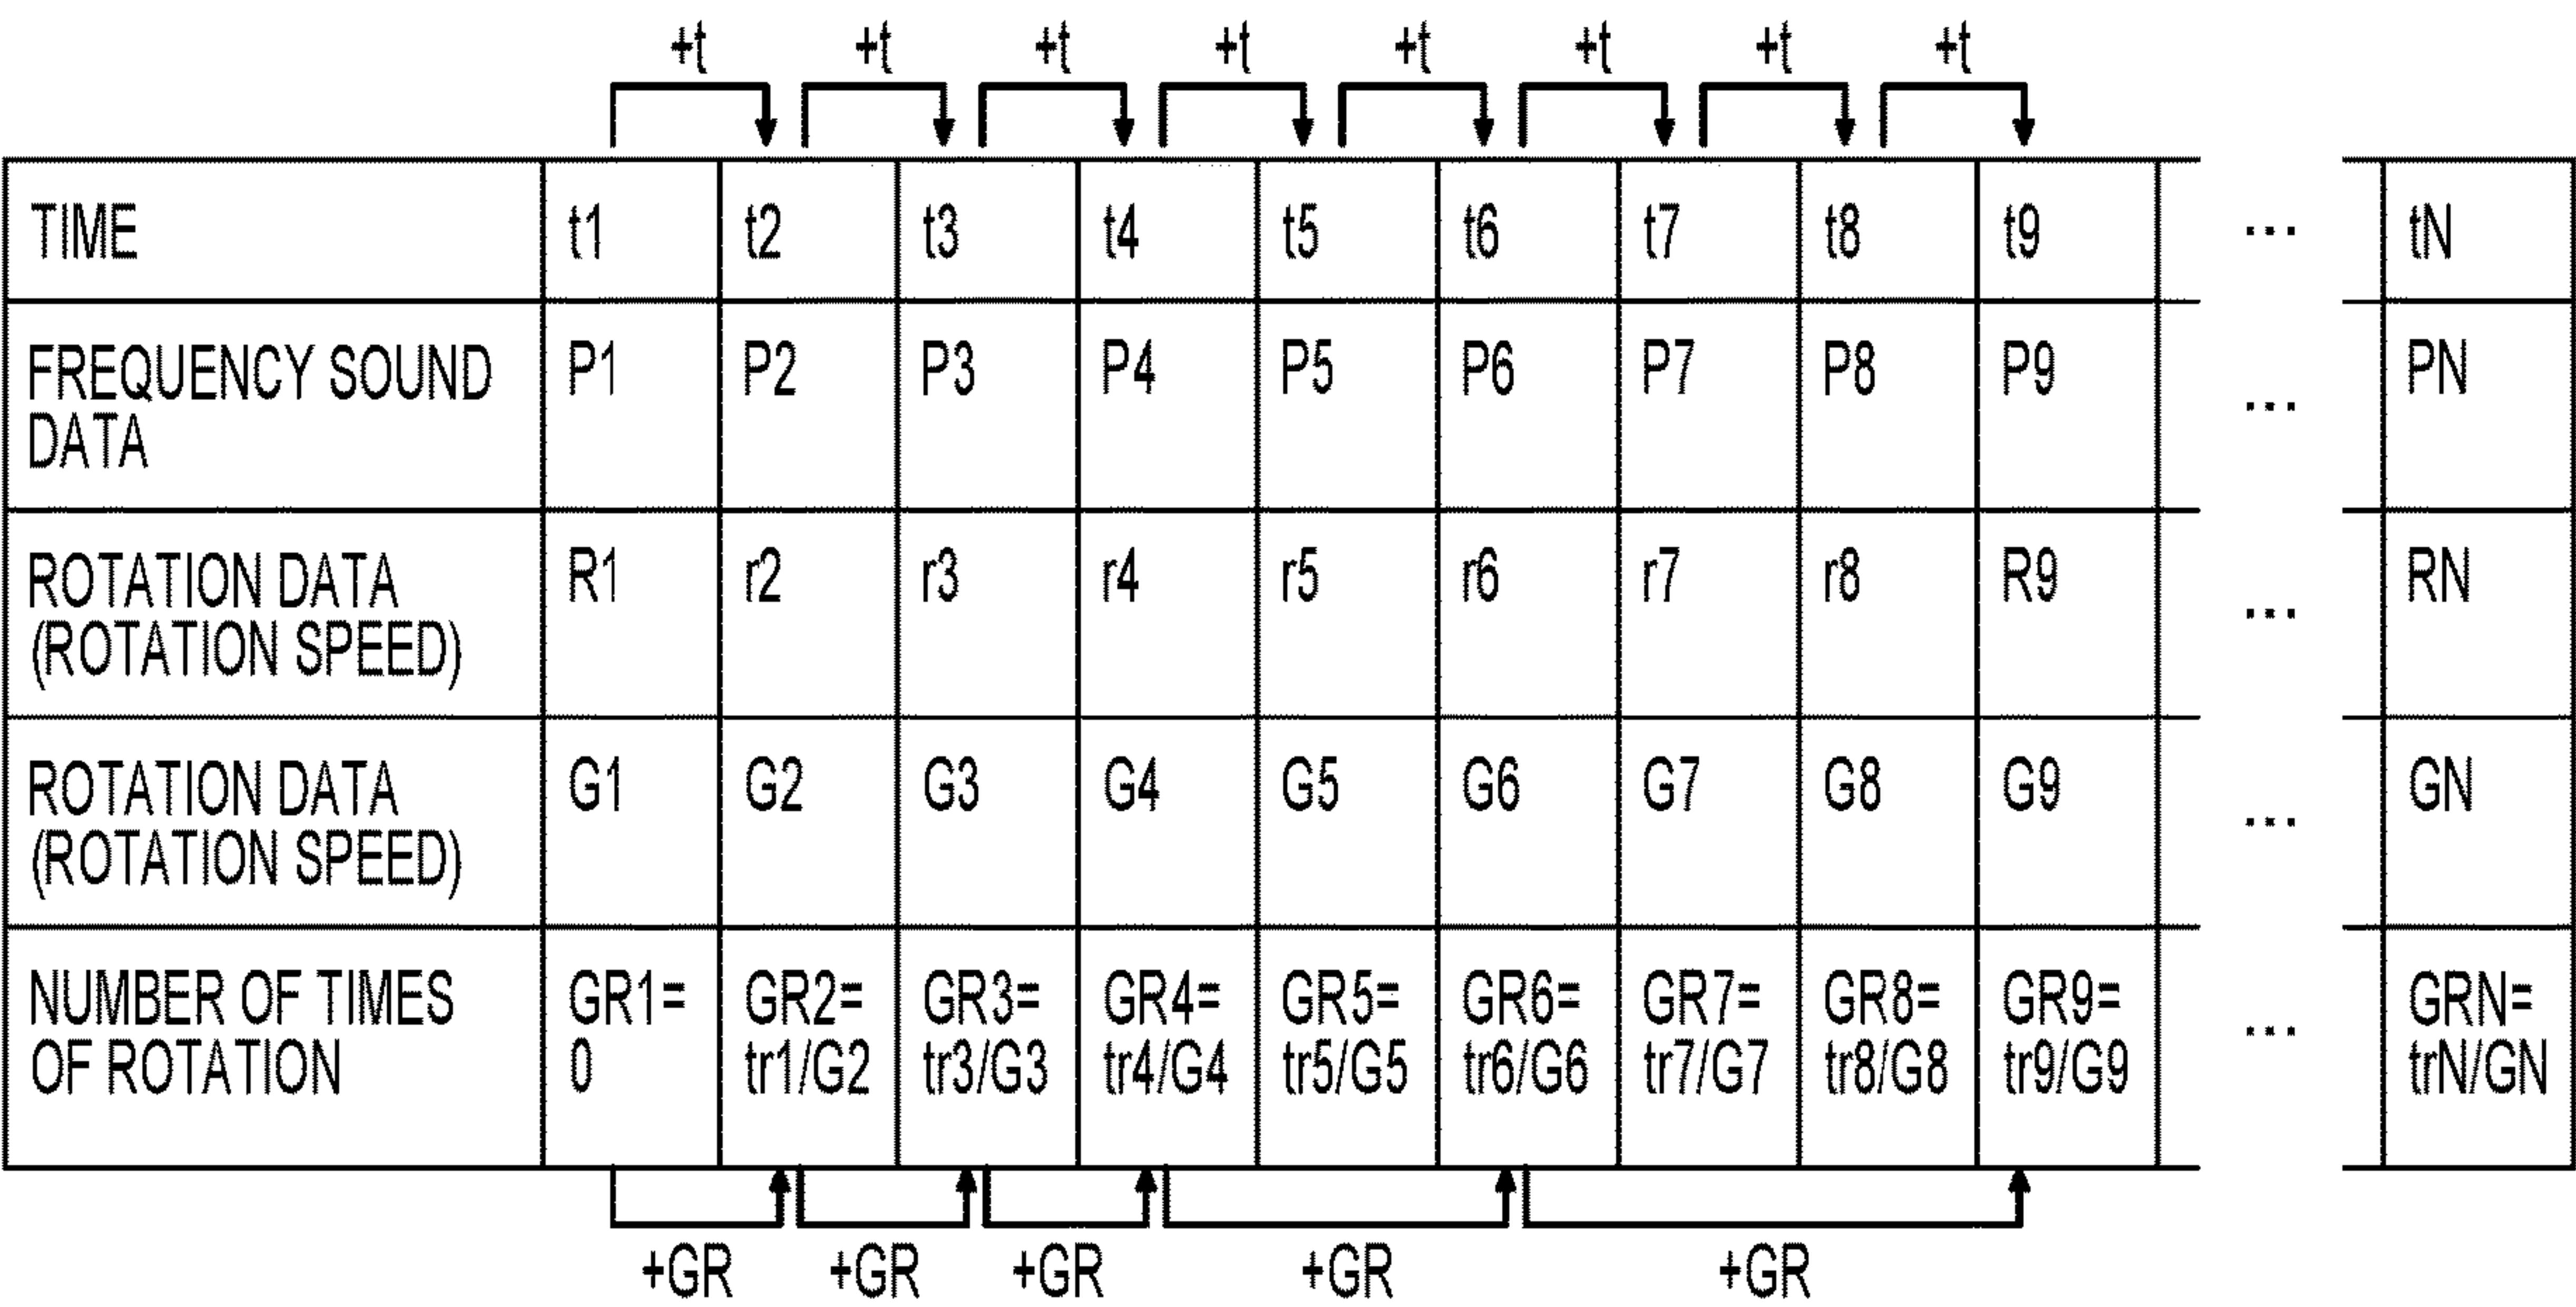 +t +t +t +t +t +t +t +t
TIME t1 t2 t3 t4 t5 t6 t7 t8 t9 ... tN
FREQUENCY SOUND P1 P2 P3 P4 P5 P6 P7 P8 P9 ... PN
DATA
ROTATION DATA R1 r2 r3 r4 r5 r6 r7 r8 R9 ... RN
(ROTATION SPEED)
ROTATION DATA G1 G2 G3 G4 G5 G6 G7 G8 G9 ... GN
(ROTATION SPEED)
NUMBER OF TIMES GR1= GR2= GR3= GR4= GR5= GR6= GR7= GR8= GR9= ... GRN=
OF ROTATION 0 tr1/G2 tr3/G3 tr4/G4 tr5/G5 tr6/G6 tr7/G7 tr8/G8 tr9/G9 trN/GN
+GR +GR +GR +GR +GR